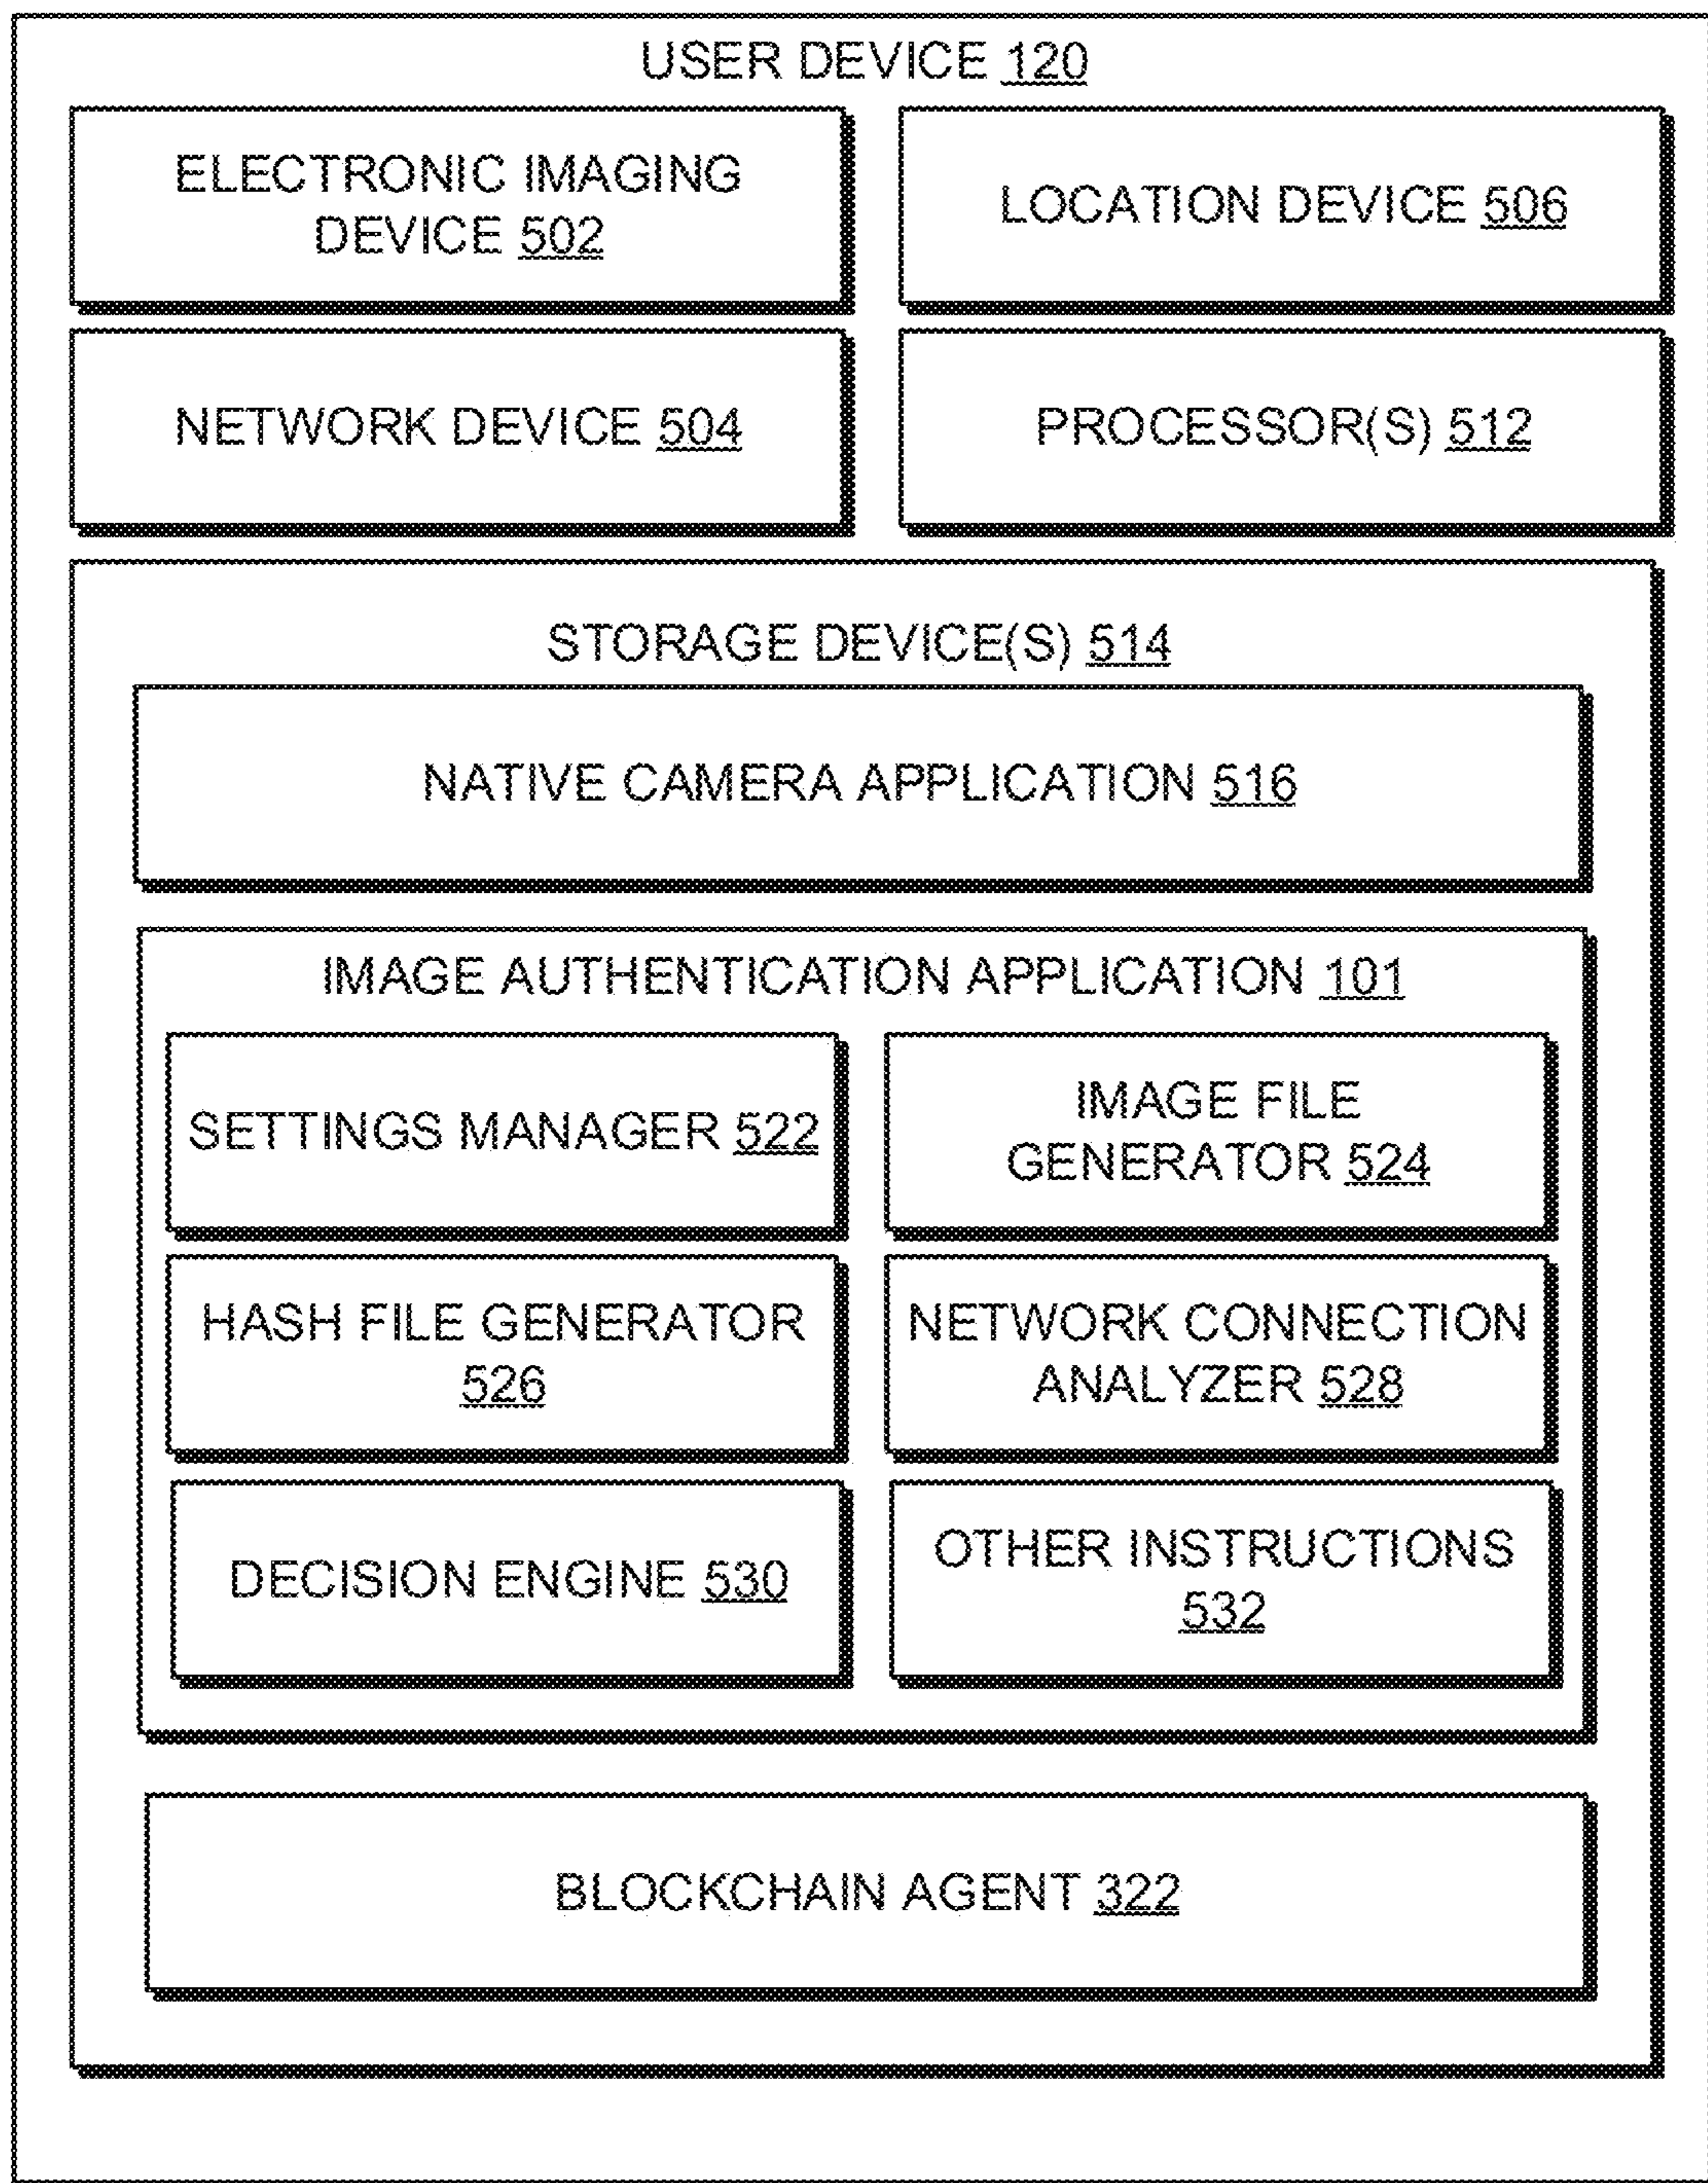 USER DEVICE 120
ELECTRONIC IMAGING
DEVICE 502
LOCATION DEVICE 506
NETWORK DEVICE 504
PROCESSOR(S) 512
STORAGE DEVICE(S) 514
NATIVE CAMERA APPLICATION 516
IMAGE AUTHENTICATION APPLICATION 101
SETTINGS MANAGER 522
IMAGE FILE
GENERATOR 524
HASH FILE GENERATOR
526
NETWORK CONNECTION
ANALYZER 528
DECISION ENGINE 530
OTHER INSTRUCTIONS
532
BLOCKCHAIN AGENT 322